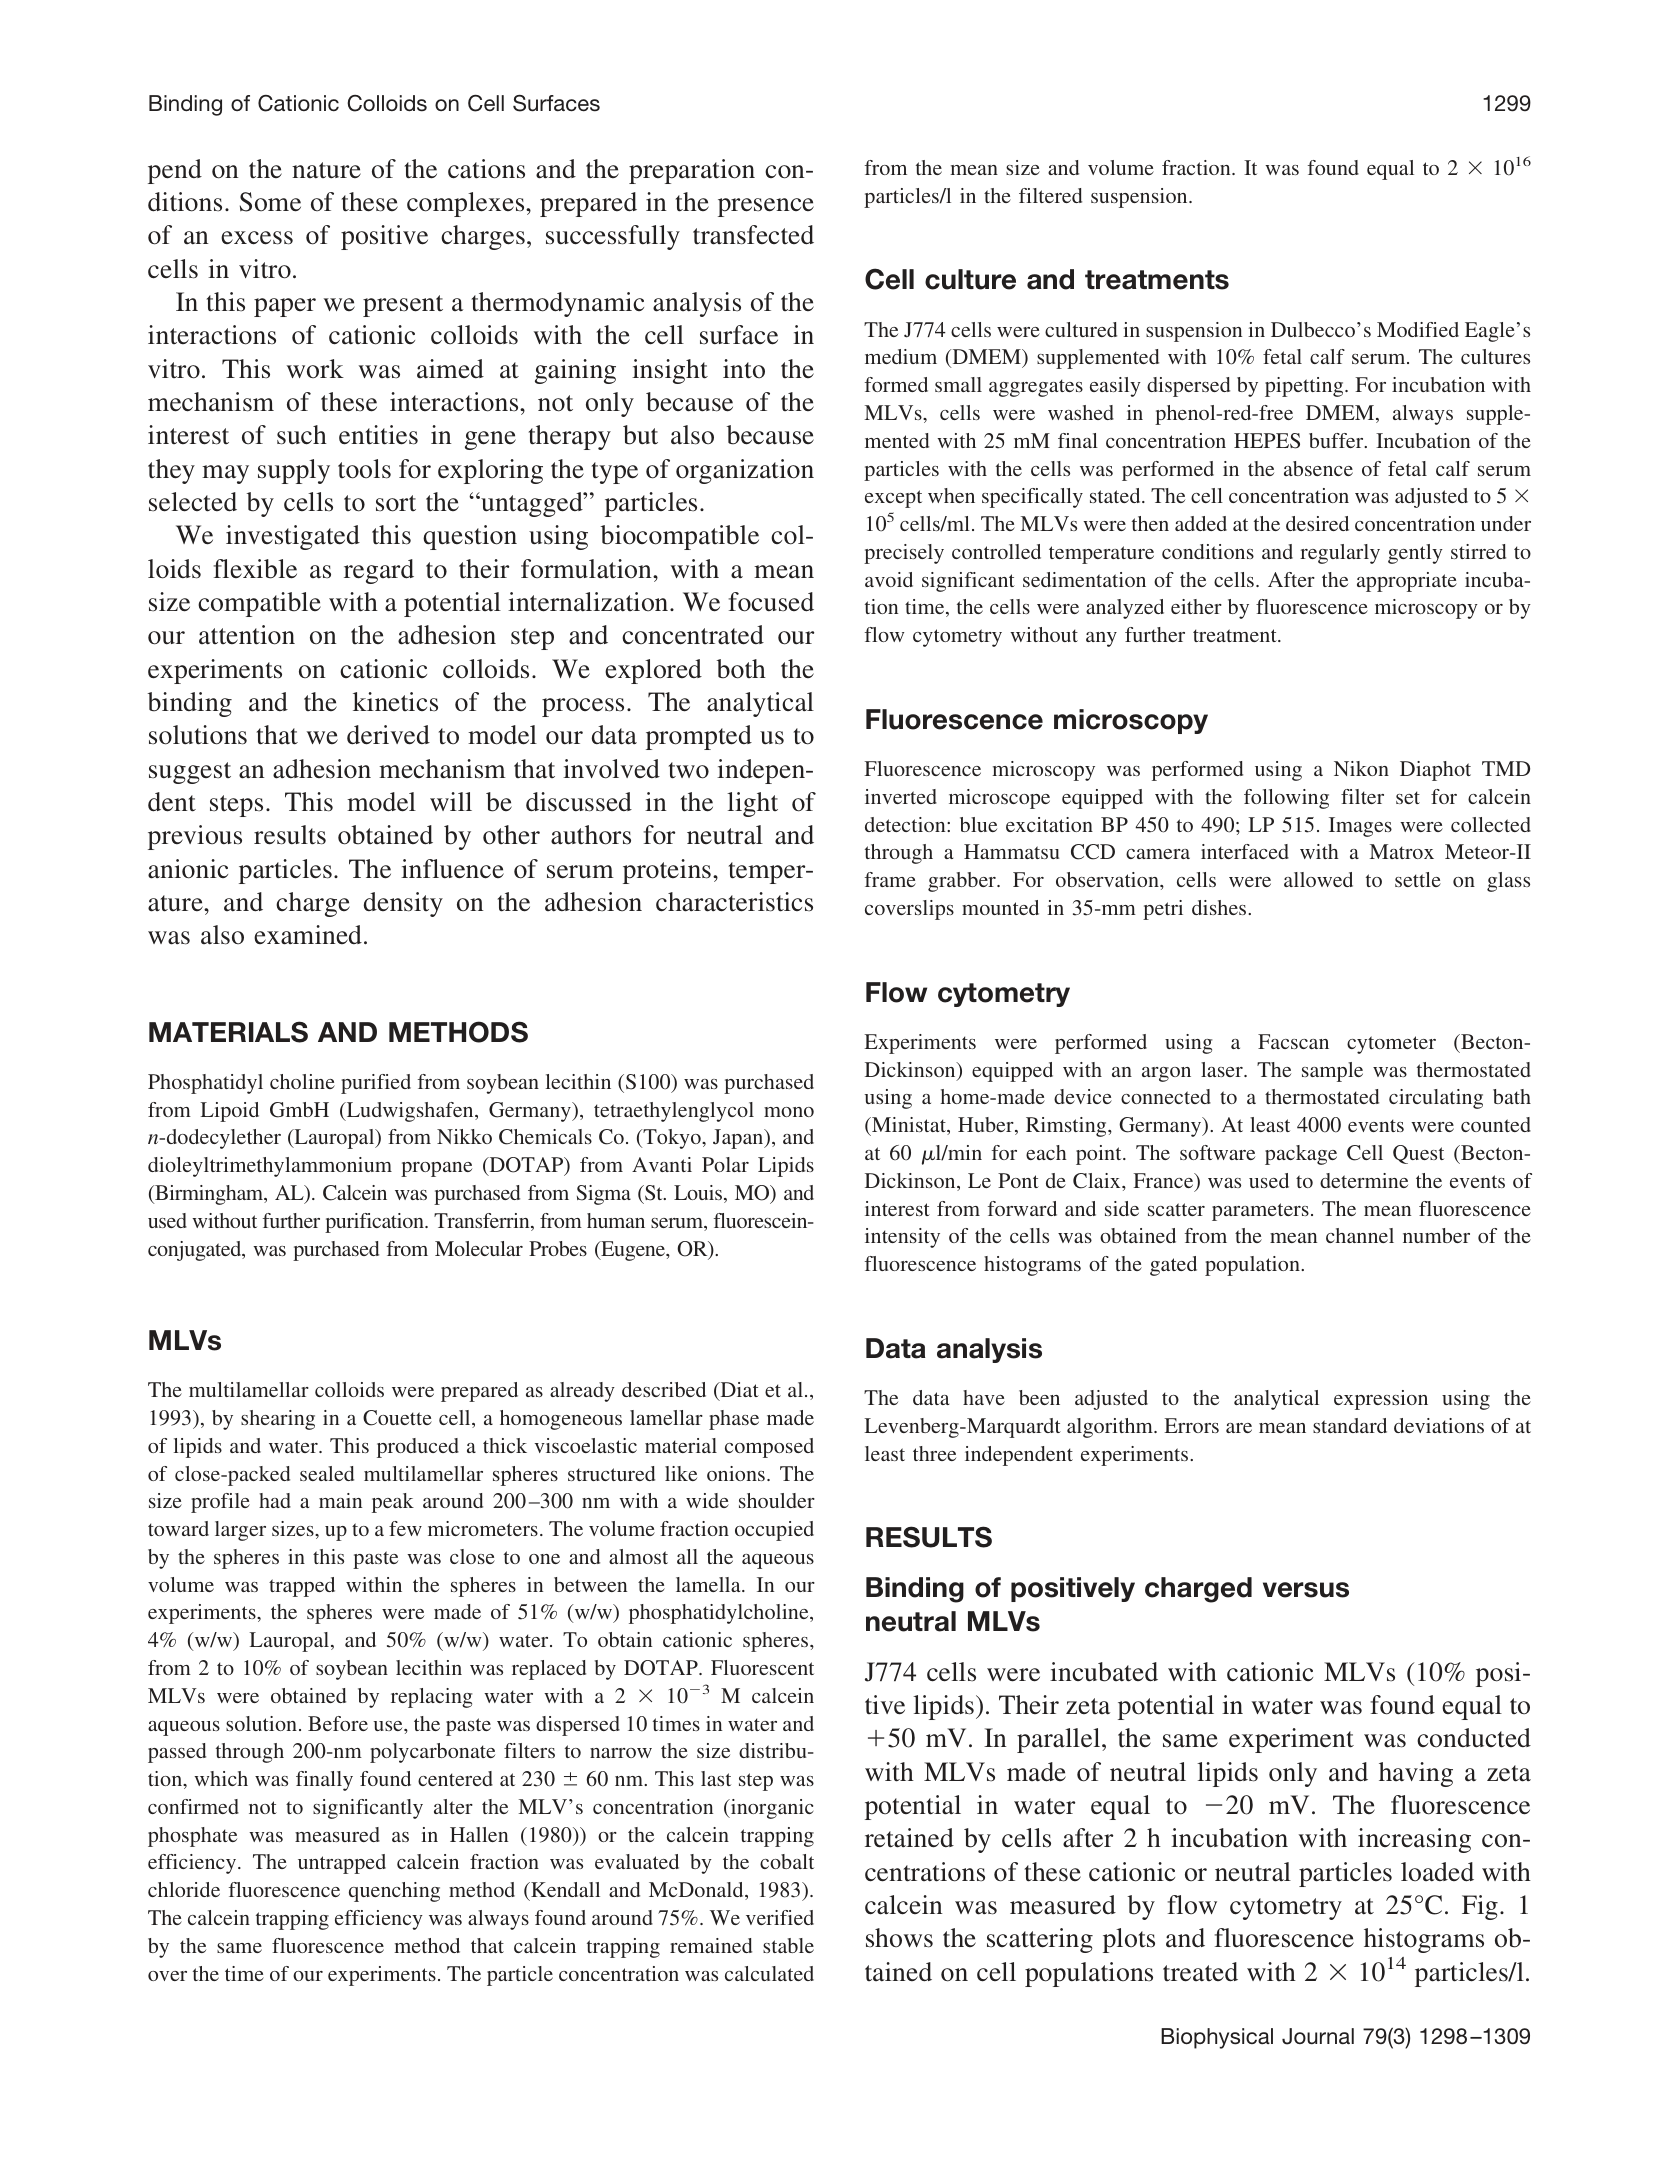 Binding of Cationic Colloids on Cell Surfaces
1299
pend on the nature of the cations and the preparation con-
ditions. Some of these complexes, prepared in the presence
of an excess of positive charges, successfully transfected
cells in vitro.
In this paper we present a thermodynamic analysis of the
interactions of cationic colloids with the cell surface in
vitro. This work was aimed at gaining insight into the
mechanism of these interactions, not only because of the
interest of such entities in gene therapy but also because
they may supply tools for exploring the type of organization
selected by cells to sort the “untagged” particles.
We investigated this question using biocompatible col-
loids flexible as regard to their formulation, with a mean
size compatible with a potential internalization. We focused
our attention on the adhesion step and concentrated our
experiments on cationic colloids. We explored both the
binding and the kinetics of the process. The analytical
solutions that we derived to model our data prompted us to
suggest an adhesion mechanism that involved two indepen-
dent steps. This model will be discussed in the light of
previous results obtained by other authors for neutral and
anionic particles. The influence of serum proteins, temper-
ature, and charge density on the adhesion characteristics
was also examined.
MATERIALS AND METHODS
Phosphatidyl choline purified from soybean lecithin (S100) was purchased
from Lipoid GmbH (Ludwigshafen, Germany), tetraethylenglycol mono
n-dodecylether (Lauropal) from Nikko Chemicals Co. (Tokyo, Japan), and
dioleyltrimethylammonium propane (DOTAP) from Avanti Polar Lipids
(Birmingham, AL). Calcein was purchased from Sigma (St. Louis, MO) and
used without further purification. Transferrin, from human serum, fluorescein-
conjugated, was purchased from Molecular Probes (Eugene, OR).
MLVs
The multilamellar colloids were prepared as already described (Diat et al.,
1993), by shearing in a Couette cell, a homogeneous lamellar phase made
of lipids and water. This produced a thick viscoelastic material composed
of close-packed sealed multilamellar spheres structured like onions. The
size profile had a main peak around 200–300 nm with a wide shoulder
toward larger sizes, up to a few micrometers. The volume fraction occupied
by the spheres in this paste was close to one and almost all the aqueous
volume was trapped within the spheres in between the lamella. In our
experiments, the spheres were made of 51% (w/w) phosphatidylcholine,
4% (w/w) Lauropal, and 50% (w/w) water. To obtain cationic spheres,
from 2 to 10% of soybean lecithin was replaced by DOTAP. Fluorescent
MLVs were obtained by replacing water with a 2 × 10⁻³ M calcein
aqueous solution. Before use, the paste was dispersed 10 times in water and
passed through 200-nm polycarbonate filters to narrow the size distribu-
tion, which was finally found centered at 230 ± 60 nm. This last step was
confirmed not to significantly alter the MLV’s concentration (inorganic
phosphate was measured as in Hallen (1980)) or the calcein trapping
efficiency. The untrapped calcein fraction was evaluated by the cobalt
chloride fluorescence quenching method (Kendall and McDonald, 1983).
The calcein trapping efficiency was always found around 75%. We verified
by the same fluorescence method that calcein trapping remained stable
over the time of our experiments. The particle concentration was calculated
from the mean size and volume fraction. It was found equal to 2 × 10¹⁶
particles/l in the filtered suspension.
Cell culture and treatments
The J774 cells were cultured in suspension in Dulbecco’s Modified Eagle’s
medium (DMEM) supplemented with 10% fetal calf serum. The cultures
formed small aggregates easily dispersed by pipetting. For incubation with
MLVs, cells were washed in phenol-red-free DMEM, always supple-
mented with 25 mM final concentration HEPES buffer. Incubation of the
particles with the cells was performed in the absence of fetal calf serum
except when specifically stated. The cell concentration was adjusted to 5 ×
10⁵ cells/ml. The MLVs were then added at the desired concentration under
precisely controlled temperature conditions and regularly gently stirred to
avoid significant sedimentation of the cells. After the appropriate incuba-
tion time, the cells were analyzed either by fluorescence microscopy or by
flow cytometry without any further treatment.
Fluorescence microscopy
Fluorescence microscopy was performed using a Nikon Diaphot TMD
inverted microscope equipped with the following filter set for calcein
detection: blue excitation BP 450 to 490; LP 515. Images were collected
through a Hammatsu CCD camera interfaced with a Matrox Meteor-II
frame grabber. For observation, cells were allowed to settle on glass
coverslips mounted in 35-mm petri dishes.
Flow cytometry
Experiments were performed using a Facscan cytometer (Becton-
Dickinson) equipped with an argon laser. The sample was thermostated
using a home-made device connected to a thermostated circulating bath
(Ministat, Huber, Rimsting, Germany). At least 4000 events were counted
at 60 μl/min for each point. The software package Cell Quest (Becton-
Dickinson, Le Pont de Claix, France) was used to determine the events of
interest from forward and side scatter parameters. The mean fluorescence
intensity of the cells was obtained from the mean channel number of the
fluorescence histograms of the gated population.
Data analysis
The data have been adjusted to the analytical expression using the
Levenberg-Marquardt algorithm. Errors are mean standard deviations of at
least three independent experiments.
RESULTS
Binding of positively charged versus
neutral MLVs
J774 cells were incubated with cationic MLVs (10% posi-
tive lipids). Their zeta potential in water was found equal to
+50 mV. In parallel, the same experiment was conducted
with MLVs made of neutral lipids only and having a zeta
potential in water equal to −20 mV. The fluorescence
retained by cells after 2 h incubation with increasing con-
centrations of these cationic or neutral particles loaded with
calcein was measured by flow cytometry at 25°C. Fig. 1
shows the scattering plots and fluorescence histograms ob-
tained on cell populations treated with 2 × 10¹⁴ particles/l.
Biophysical Journal 79(3) 1298–1309